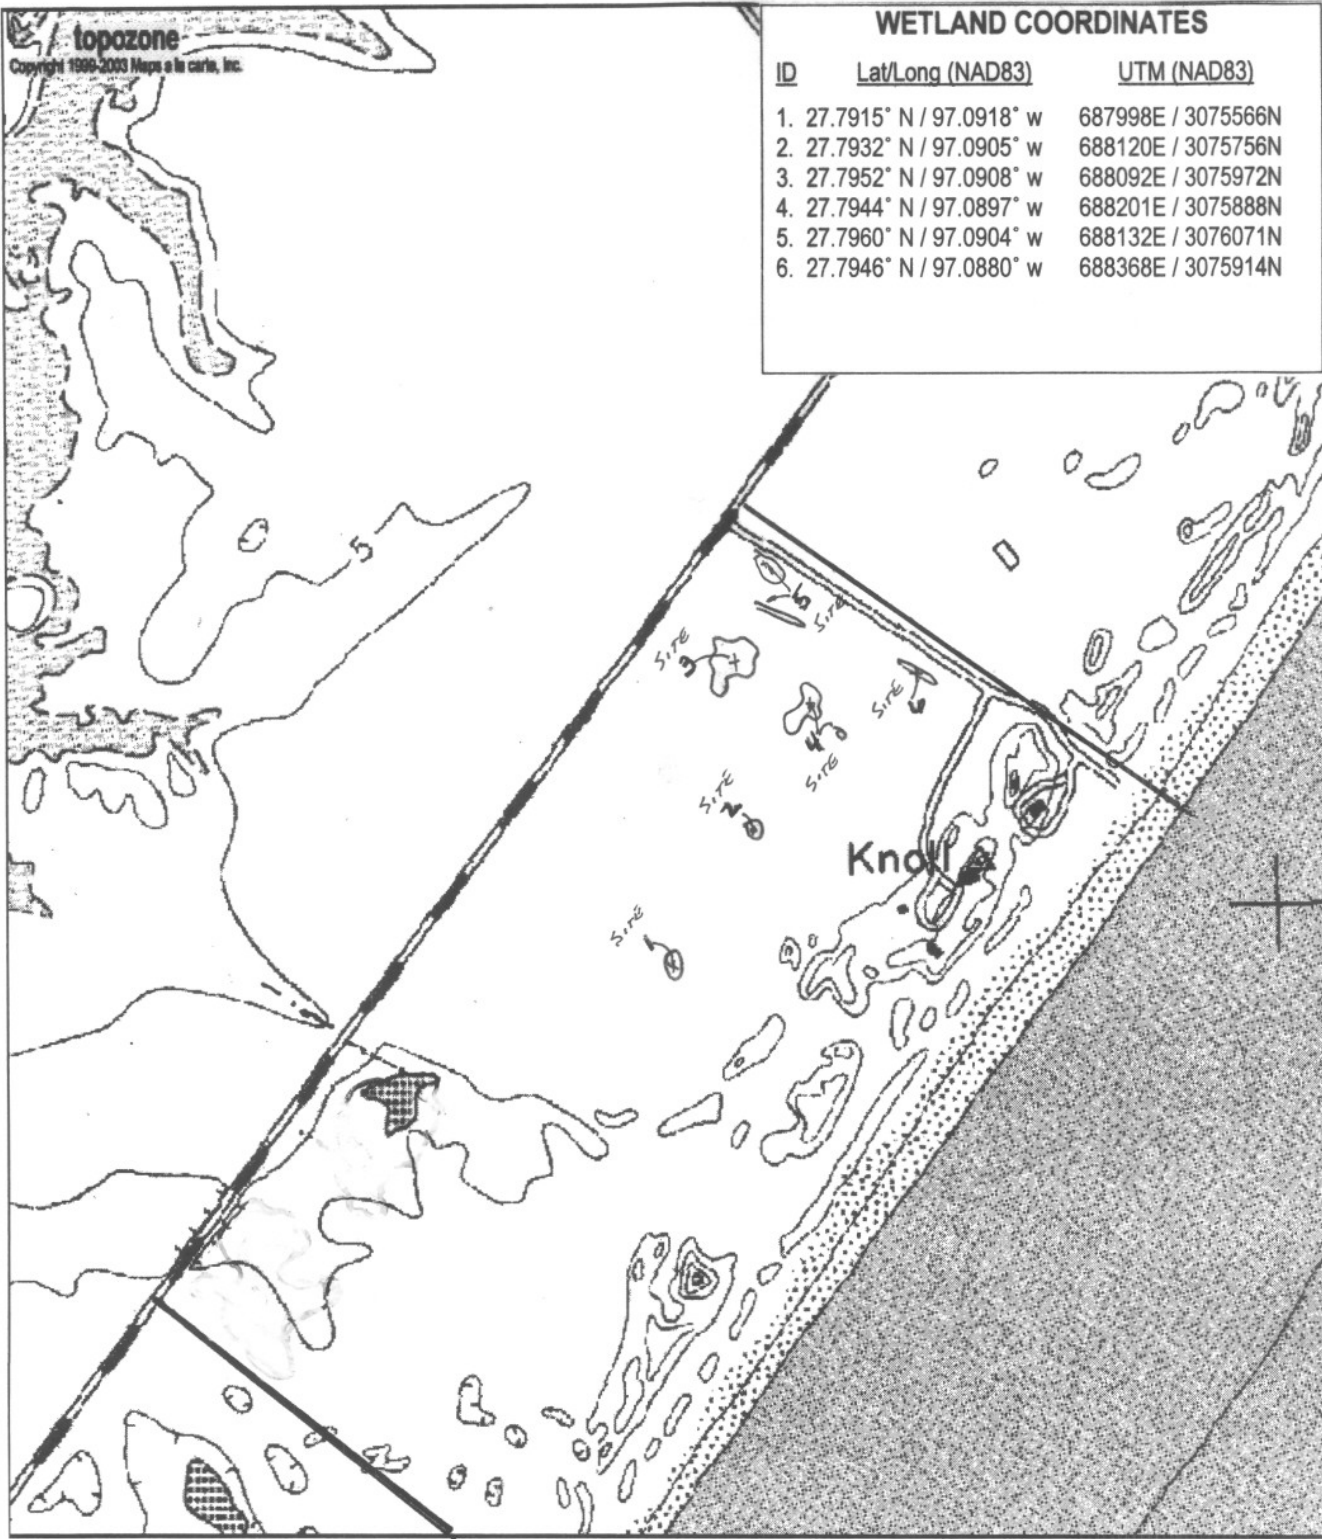 topozone
Copyright 1999-2003 Maps a la carte, Inc.
WETLAND COORDINATES
ID Lat/Long (NAD83) UTM (NAD83)
1. 27.7915° N / 97.0918° w 687998E / 3075566N
2. 27.7932° N / 97.0905° w 688120E / 3075756N
3. 27.7952° N / 97.0908° w 688092E / 3075972N
4. 27.7944° N / 97.0897° w 688201E / 3075888N
5. 27.7960° N / 97.0904° w 688132E / 3076071N
6. 27.7946° N / 97.0880° w 688368E / 3075914N
5
SITE
5
SITE
3
SITE
6
4
SITE
SITE
2
Knoll
SITE
1